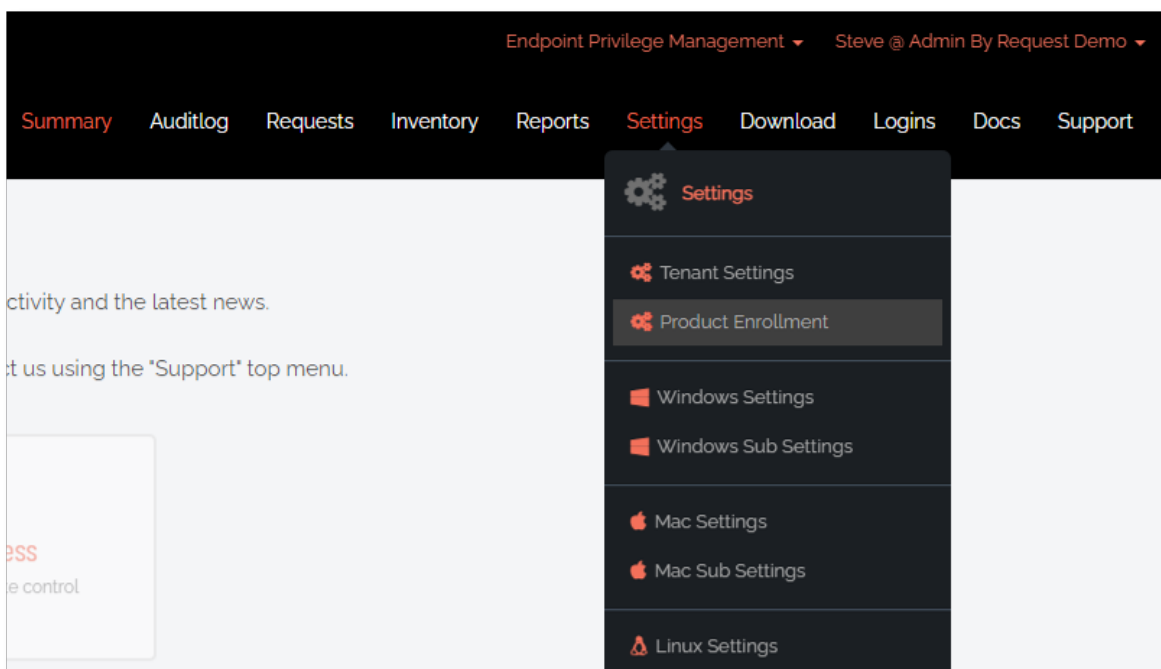 Endpoint Privilege Management Steve @ Admin By Request Demo
Summary Auditlog Requests Inventory Reports Settings Download Logins Docs Support
Settings
Tenant Settings
Product Enrollment
Windows Settings
Windows Sub Settings
Mac Settings
Mac Sub Settings
Linux Settings
ctivity and the latest news.
ct us using the "Support" top menu.
ess
e control